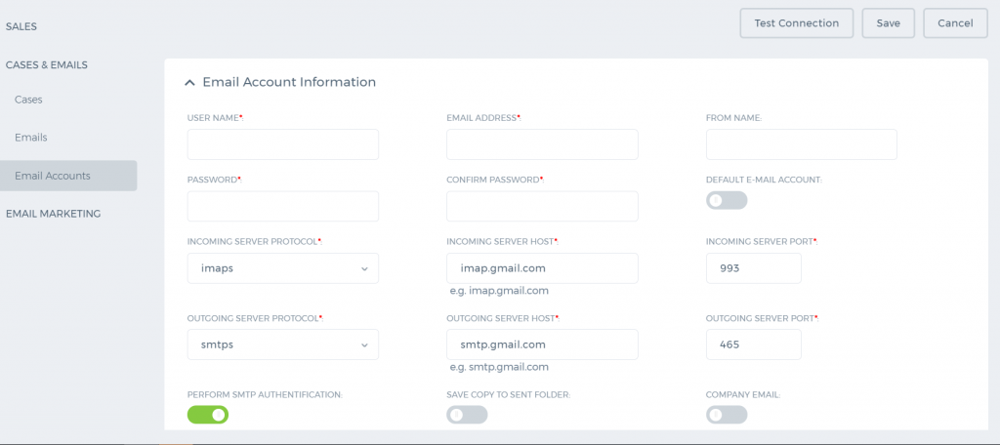 SALES
Test Connection
Save
Cancel
CASES & EMAILS
Cases
Emails
Email Accounts
EMAIL MARKETING
Email Account Information
USER NAME*:
EMAIL ADDRESS*:
FROM NAME:
PASSWORD*:
CONFIRM PASSWORD*:
DEFAULT E-MAIL ACCOUNT:
INCOMING SERVER PROTOCOL*:
INCOMING SERVER HOST*:
INCOMING SERVER PORT*:
imaps
imap.gmail.com
993
e.g. imap.gmail.com
OUTGOING SERVER PROTOCOL*:
OUTGOING SERVER HOST*:
OUTGOING SERVER PORT*:
smtps
smtp.gmail.com
465
e.g. smtp.gmail.com
PERFORM SMTP AUTHENTIFICATION:
SAVE COPY TO SENT FOLDER:
COMPANY EMAIL: